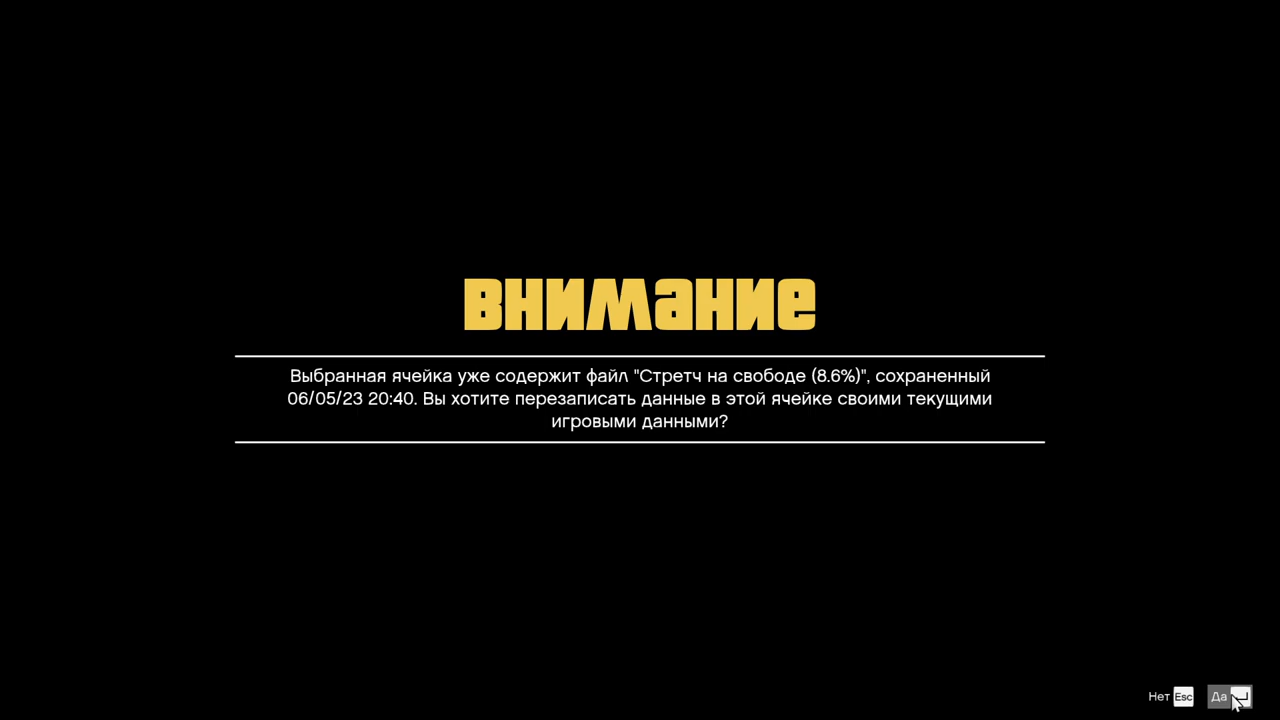 внимание
Выбранная ячейка уже содержит файл "Стретч на свободе (8.6%)", сохраненный
06/05/23 20:40. Вы хотите перезаписать данные в этой ячейке своими текущими
игровыми данными?
Нет Esc Да